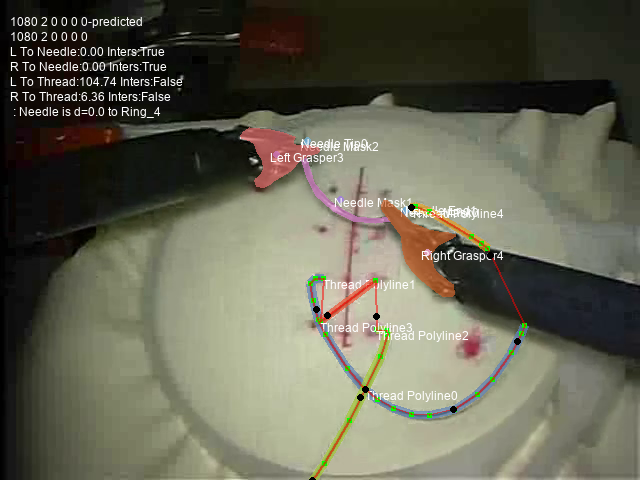 1080 2 0 0 0 0-predicted
1080 2 0 0 0 0
L To Needle:0.00 Inters:True
R To Needle:0.00 Inters:True
L To Thread:104.74 Inters:False
R To Thread:6.36 Inters:False
: Needle is d=0.0 to Ring_4
Needle Tip0
Needle Mask2
Left Grasper3
Needle Mask1
Thread Polyline4
Right Grasper4
Thread Polyline1
Thread Polyline3
Thread Polyline2
Thread Polyline0